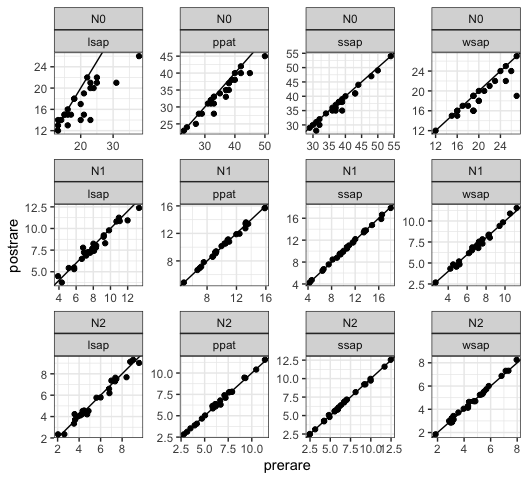 N0 N0 N0 N0
lsap ppat ssap wsap
24 20 16 12
45 40 35 30 25
55 50 45 40 35 30
24 20 16 12
20 30
30 40 50
30 35 40 45 50 55
12 16 20 24
N1 N1 N1 N1
lsap ppat ssap wsap
12.5 10.0 7.5 5.0
16 12 8
16 12 8 4
10.0 7.5 5.0 2.5
4 6 8 10 12
8 12 16
4 8 12 16
4 6 8 10
N2 N2 N2 N2
lsap ppat ssap wsap
8 6 4 2
10.0 7.5 5.0 2.5
12.5 10.0 7.5 5.0 2.5
8 6 4 2
2 4 6 8
2.5 5.0 7.5 10.0
2.5 5.0 7.5 10.0 12.5
2 4 6 8
postrare
prerare